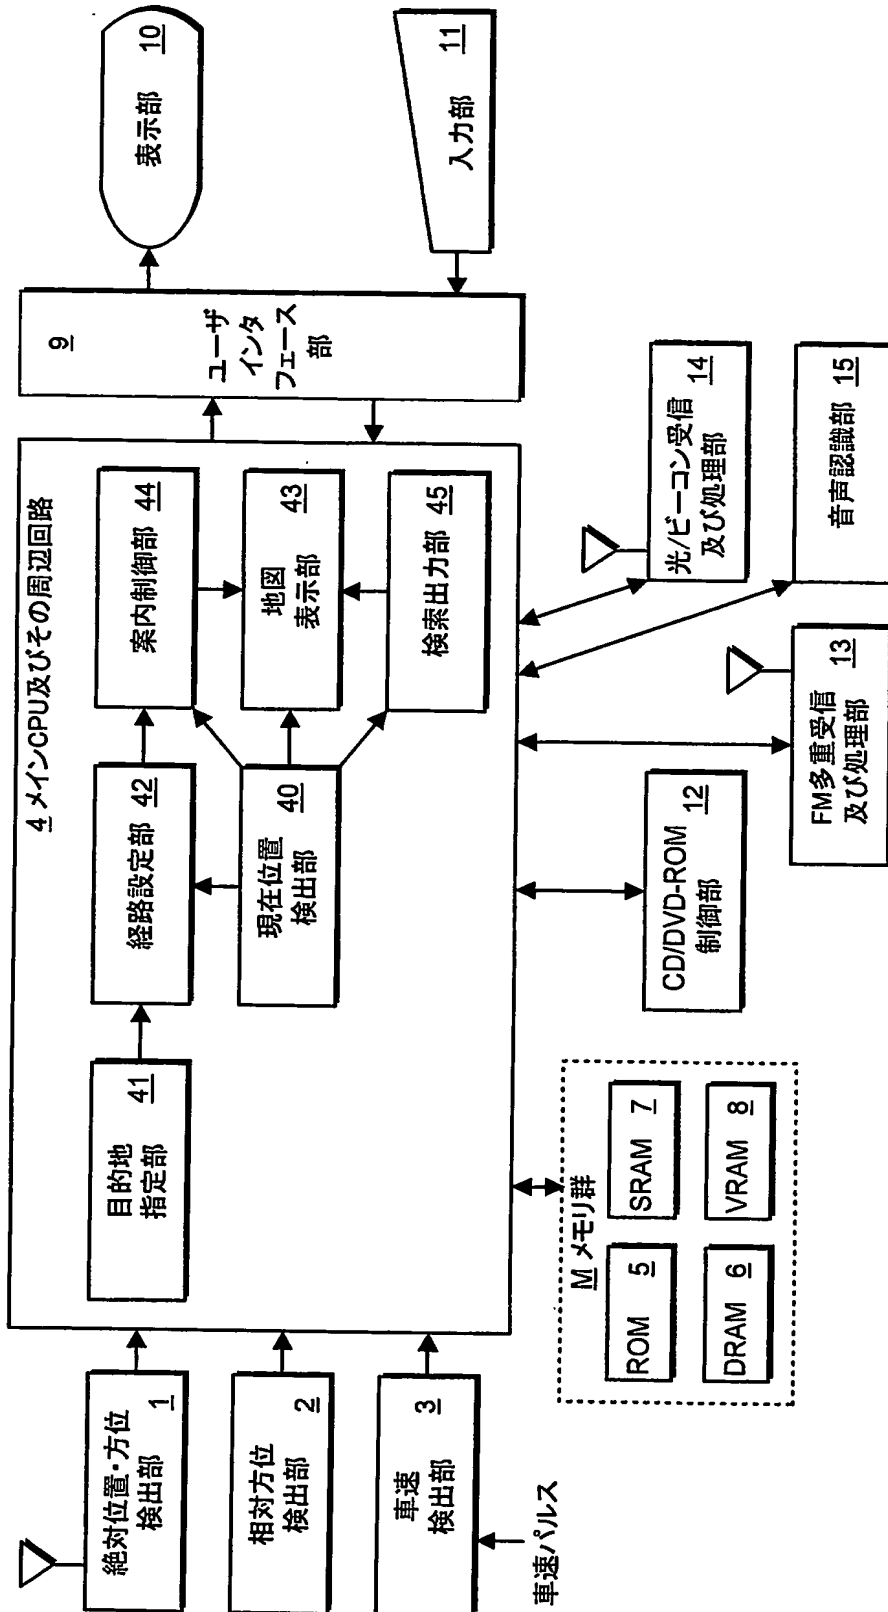 絶対位置・方位
検出部
1
相対方位
検出部
2
車速
検出部
3
車速パルス
4 メインCPU及びその周辺回路
目的地
指定部
41
経路設定部 42
案内制御部 44
現在位置
検出部
40
地図
表示部
43
検索出力部 45
9
ユーザ
インタ
フェース
部
表示部 10
入力部 11
M メモリ群
ROM 5
SRAM 7
DRAM 6
VRAM 8
CD/DVD-ROM
制御部
12
FM多重受信
及び処理部
13
光/ビーコン受信
及び処理部
14
音声認識部 15